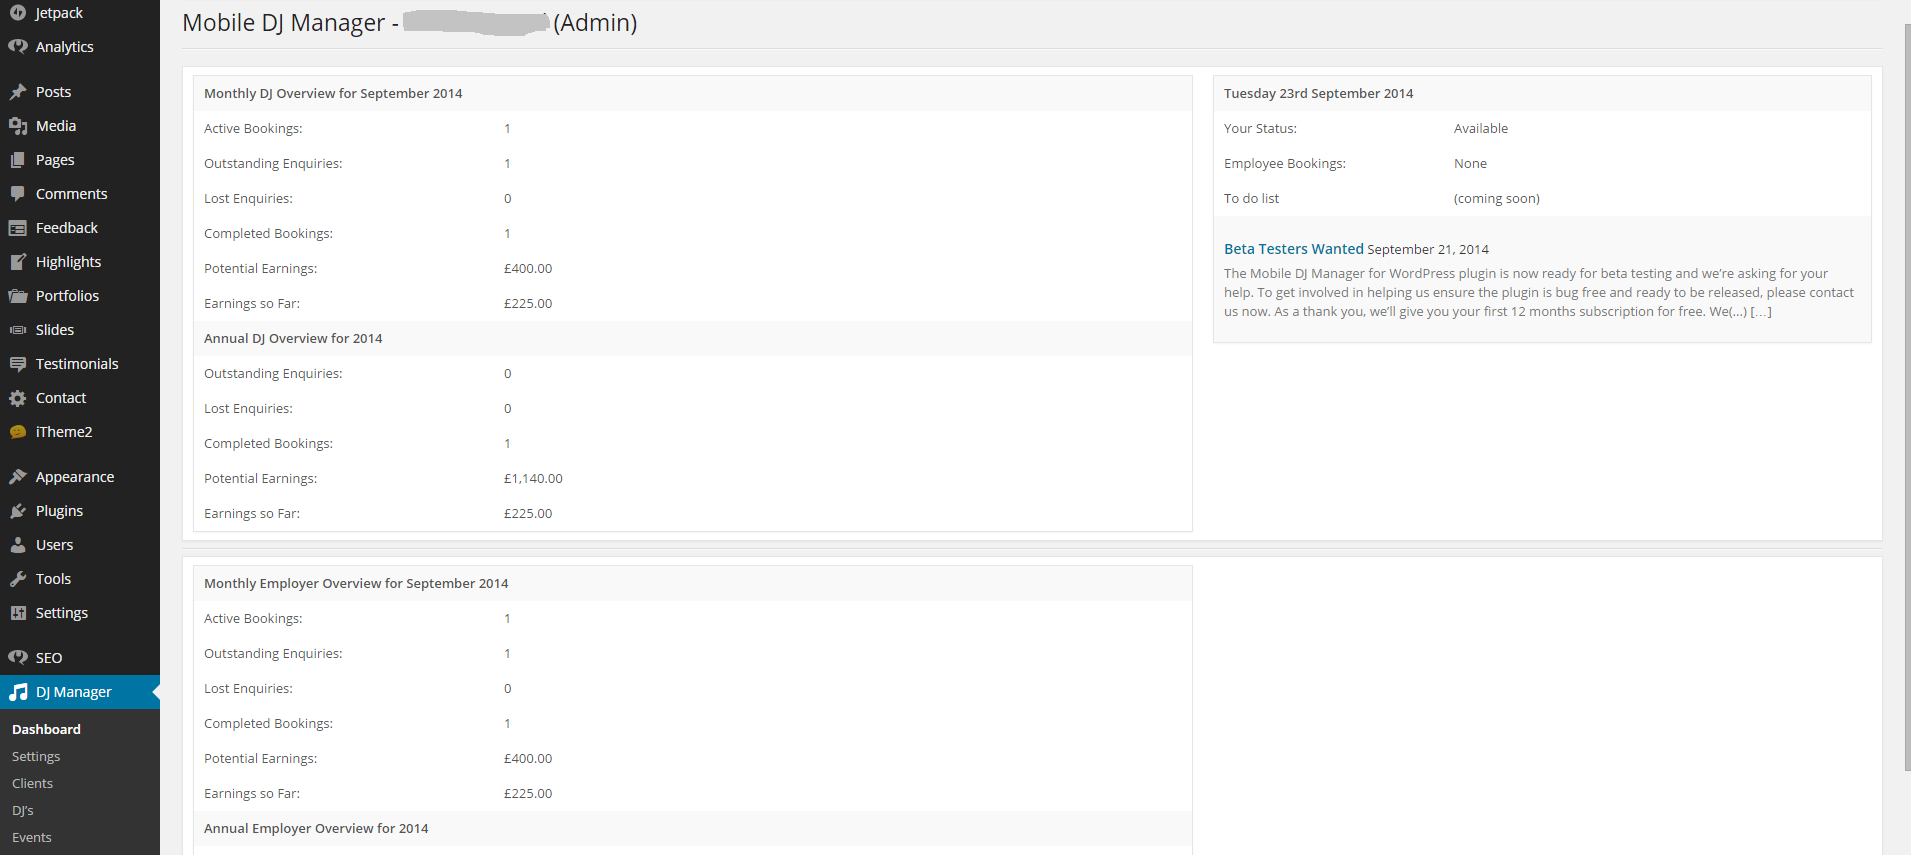 Jetpack
Analytics
Posts
Media
Pages
Comments
Feedback
Highlights
Portfolios
Slides
Testimonials
Contact
iTheme2
Appearance
Plugins
Users
Tools
Settings
SEO
DJ Manager
Dashboard
Settings
Clients
DJ's
Events
Mobile DJ Manager - (Admin)
Monthly DJ Overview for September 2014
Active Bookings: 1
Outstanding Enquiries: 1
Lost Enquiries: 0
Completed Bookings: 1
Potential Earnings: £400.00
Earnings so Far: £225.00
Annual DJ Overview for 2014
Outstanding Enquiries: 0
Lost Enquiries: 0
Completed Bookings: 1
Potential Earnings: £1,140.00
Earnings so Far: £225.00
Tuesday 23rd September 2014
Your Status: Available
Employee Bookings: None
To do list (coming soon)
Beta Testers Wanted September 21, 2014
The Mobile DJ Manager for WordPress plugin is now ready for beta testing and we're asking for your
help. To get involved in helping us ensure the plugin is bug free and ready to be released, please contact
us now. As a thank you, we'll give you your first 12 months subscription for free. We(...) [...]
Monthly Employer Overview for September 2014
Active Bookings: 1
Outstanding Enquiries: 1
Lost Enquiries: 0
Completed Bookings: 1
Potential Earnings: £400.00
Earnings so Far: £225.00
Annual Employer Overview for 2014